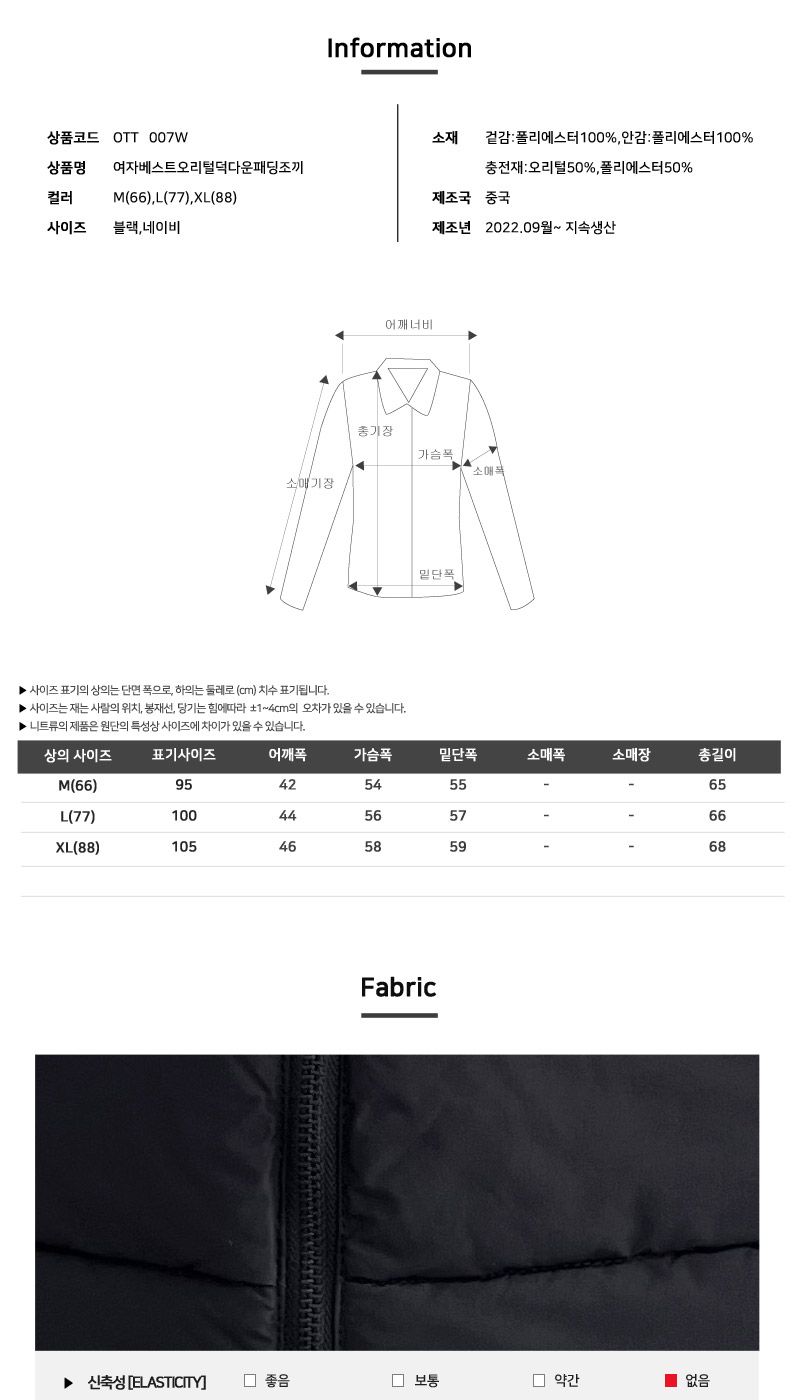 Information
상품코드 OTT 007W
상품명 여자베스트오리털덕다운패딩조끼
컬러 M(66),L(77),XL(88)
사이즈 블랙,네이비
소재 겉감:폴리에스터100%,안감:폴리에스터100%
충전재:오리털50%,폴리에스터50%
제조국 중국
제조년 2022.09월~ 지속생산
어깨너비
총기장
가슴폭
소매폭
소매기장
밑단폭
▶ 사이즈 표기의 상의는 단면 폭으로, 하의는 둘레로 (cm) 치수 표기됩니다.
▶ 사이즈는 재는 사람의 위치, 봉재선, 당기는 힘에따라 ±1~4cm의 오차가 있을 수 있습니다.
▶ 니트류의 제품은 원단의 특성상 사이즈에 차이가 있을 수 있습니다.
상의 사이즈 표기사이즈 어깨폭 가슴폭 밑단폭 소매폭 소매장 총길이
M(66) 95 42 54 55 - - 65
L(77) 100 44 56 57 - - 66
XL(88) 105 46 58 59 - - 68
Fabric
▶ 신축성 [ELASTICITY] □ 좋음 □ 보통 □ 약간 ■ 없음